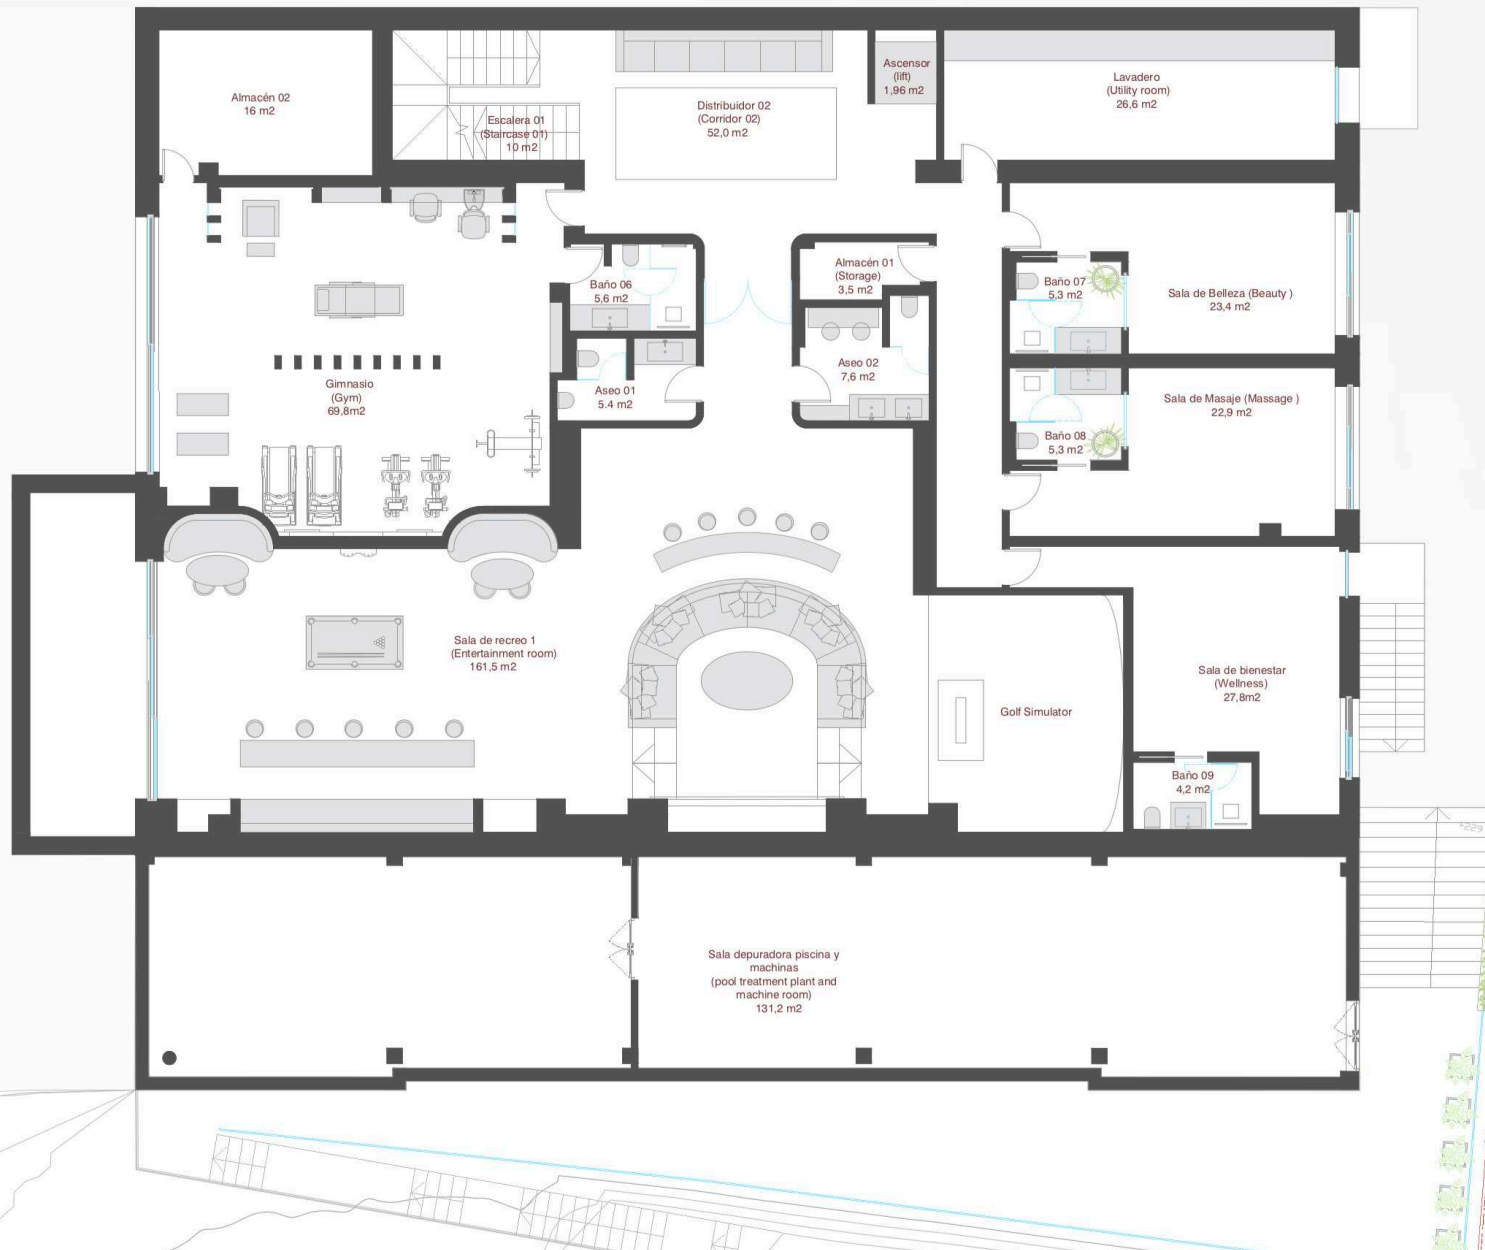 Almacén 02
16 m2
Escalera 01
(Staircase 01)
10 m2
Distribuidor 02
(Corridor 02)
52,0 m2
Ascensor
(lift)
1,96 m2
Lavadero
(Utility room)
26,6 m2
Baño 06
5,6 m2
Almacén 01
(Storage)
3,5 m2
Baño 07
5,3 m2
Sala de Belleza (Beauty )
23,4 m2
Gimnasio
(Gym)
69,8m2
Aseo 01
5.4 m2
Aseo 02
7,6 m2
Sala de Masaje (Massage )
22,9 m2
Baño 08
5,3 m2
Sala de recreo 1
(Entertainment room)
161,5 m2
Golf Simulator
Sala de bienestar
(Wellness)
27,8m2
Baño 09
4,2 m2
+229
Sala depuradora piscina y
machinas
(pool treatment plant and
machine room)
131,2 m2